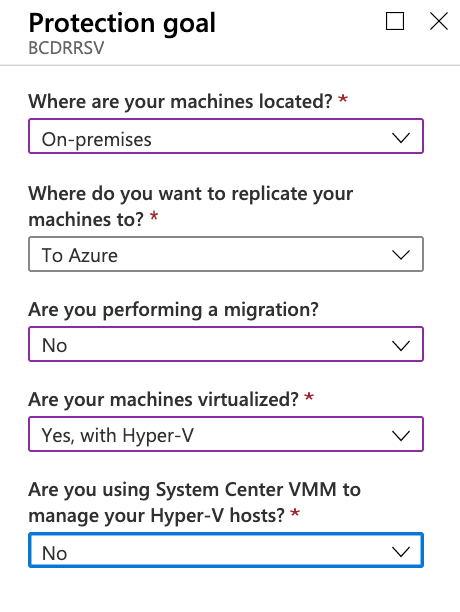 Protection goal
BCDRRSV
Where are your machines located? *
On-premises
Where do you want to replicate your
machines to? *
To Azure
Are you performing a migration?
No
Are your machines virtualized? *
Yes, with Hyper-V
Are you using System Center VMM to
manage your Hyper-V hosts? *
No